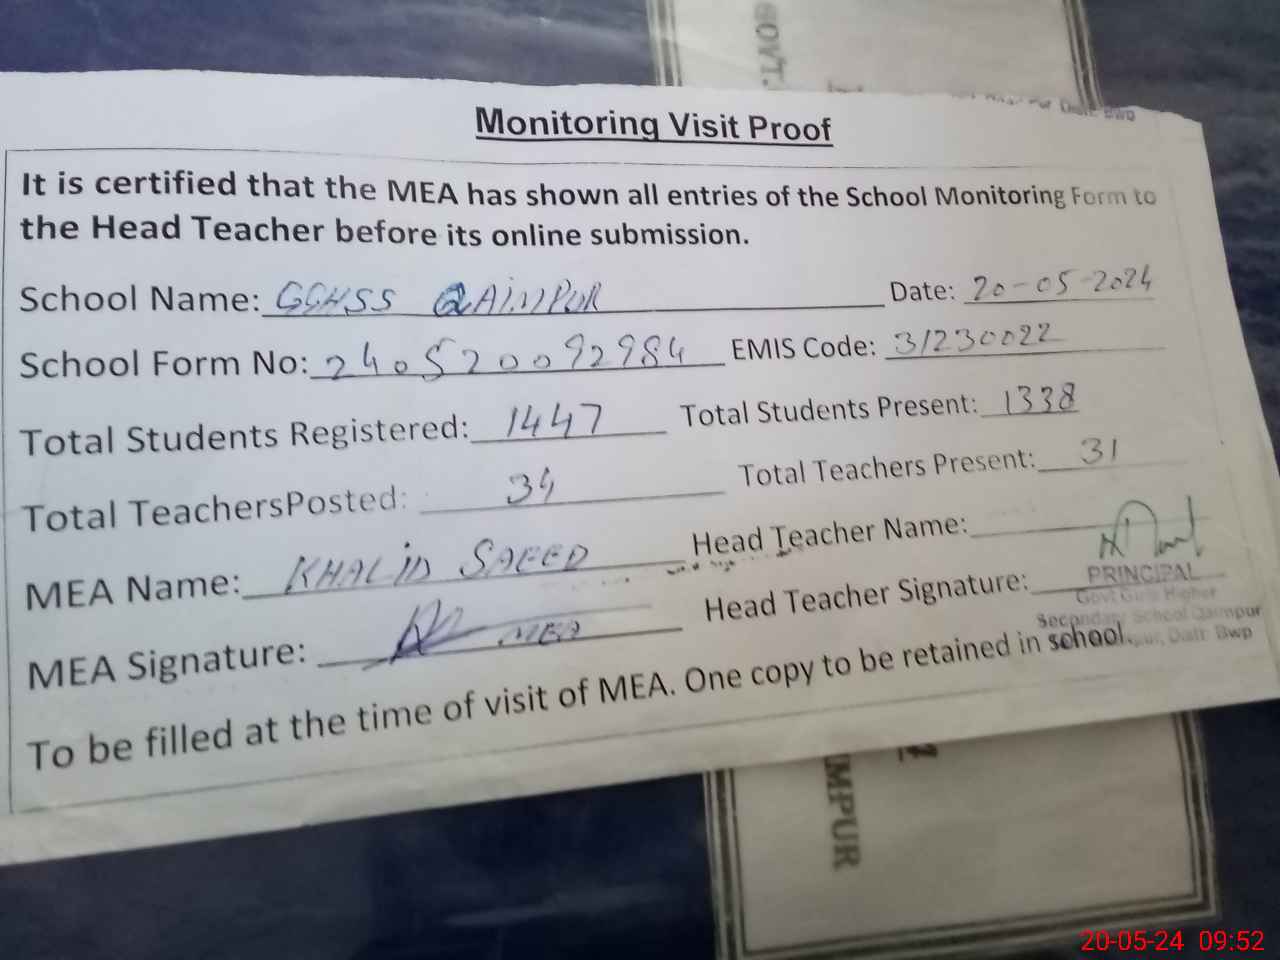 GOVT.
Distt Bwp
Monitoring Visit Proof
It is certified that the MEA has shown all entries of the School Monitoring Form to
the Head Teacher before its online submission.
School Name: GGHSS QAIMPUR Date: 20-05-2024
School Form No: 240520092984 EMIS Code: 31230022
Total Students Registered: 1447 Total Students Present: 1338
Total TeachersPosted: 34 Total Teachers Present: 31
MEA Name: KHALID SAEED Head Teacher Name:
MEA Signature: MEA Head Teacher Signature:
PRINCIPAL
Govt Girls Higher
Secondary School Qaimpur
Distt Bwp
To be filled at the time of visit of MEA. One copy to be retained in school.
MPUR
20-05-24 09:52